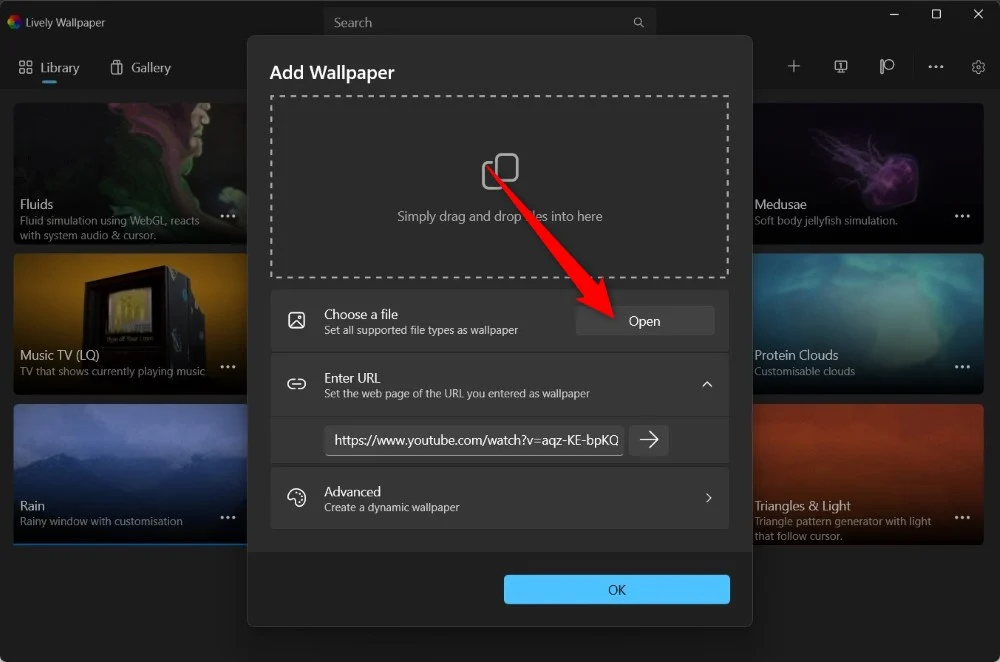 Lively Wallpaper
Search
Library
Gallery
Add Wallpaper
Simply drag and drop files into here
Choose a file
Set all supported file types as wallpaper
Open
Enter URL
Set the web page of the URL you entered as wallpaper
https://www.youtube.com/watch?v=aqz-KE-bpKQ
Advanced
Create a dynamic wallpaper
OK
Fluids
Fluid simulation using WebGL, reacts
with system audio & cursor.
Music TV (LQ)
TV that shows currently playing music
Rain
Rainy window with customisation
Medusae
Soft body jellyfish simulation.
Protein Clouds
Customisable clouds
Triangles & Light
Triangle pattern generator with light
that follow cursor.